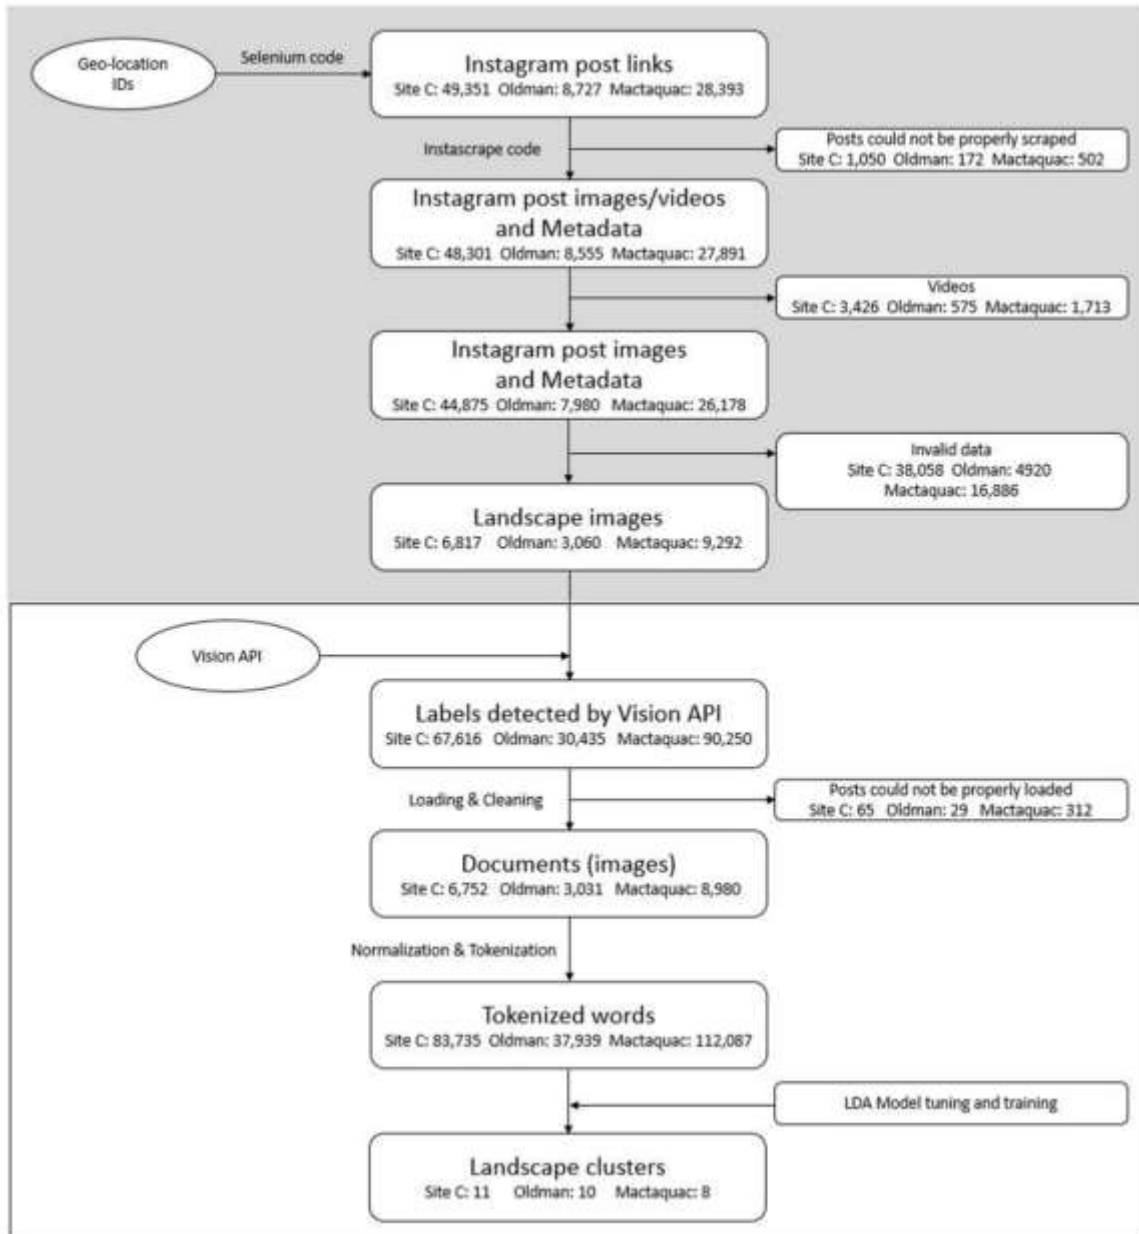 Geo-location
IDs
Selenium code
Instagram post links
Site C: 49,351 Oldman: 8,727 Mactaquac: 28,393
Instascrape code
Posts could not be properly scraped
Site C: 1,050 Oldman: 172 Mactaquac: 502
Instagram post images/videos
and Metadata
Site C: 48,301 Oldman: 8,555 Mactaquac: 27,891
Videos
Site C: 3,426 Oldman: 575 Mactaquac: 1,713
Instagram post images
and Metadata
Site C: 44,875 Oldman: 7,980 Mactaquac: 26,178
Invalid data
Site C: 38,058 Oldman: 4920
Mactaquac: 16,886
Landscape images
Site C: 6,817 Oldman: 3,060 Mactaquac: 9,292
Vision API
Labels detected by Vision API
Site C: 67,616 Oldman: 30,435 Mactaquac: 90,250
Loading & Cleaning
Posts could not be properly loaded
Site C: 65 Oldman: 29 Mactaquac: 312
Documents (images)
Site C: 6,752 Oldman: 3,031 Mactaquac: 8,980
Normalization & Tokenization
Tokenized words
Site C: 83,735 Oldman: 37,939 Mactaquac: 112,087
LDA Model tuning and training
Landscape clusters
Site C: 11 Oldman: 10 Mactaquac: 8